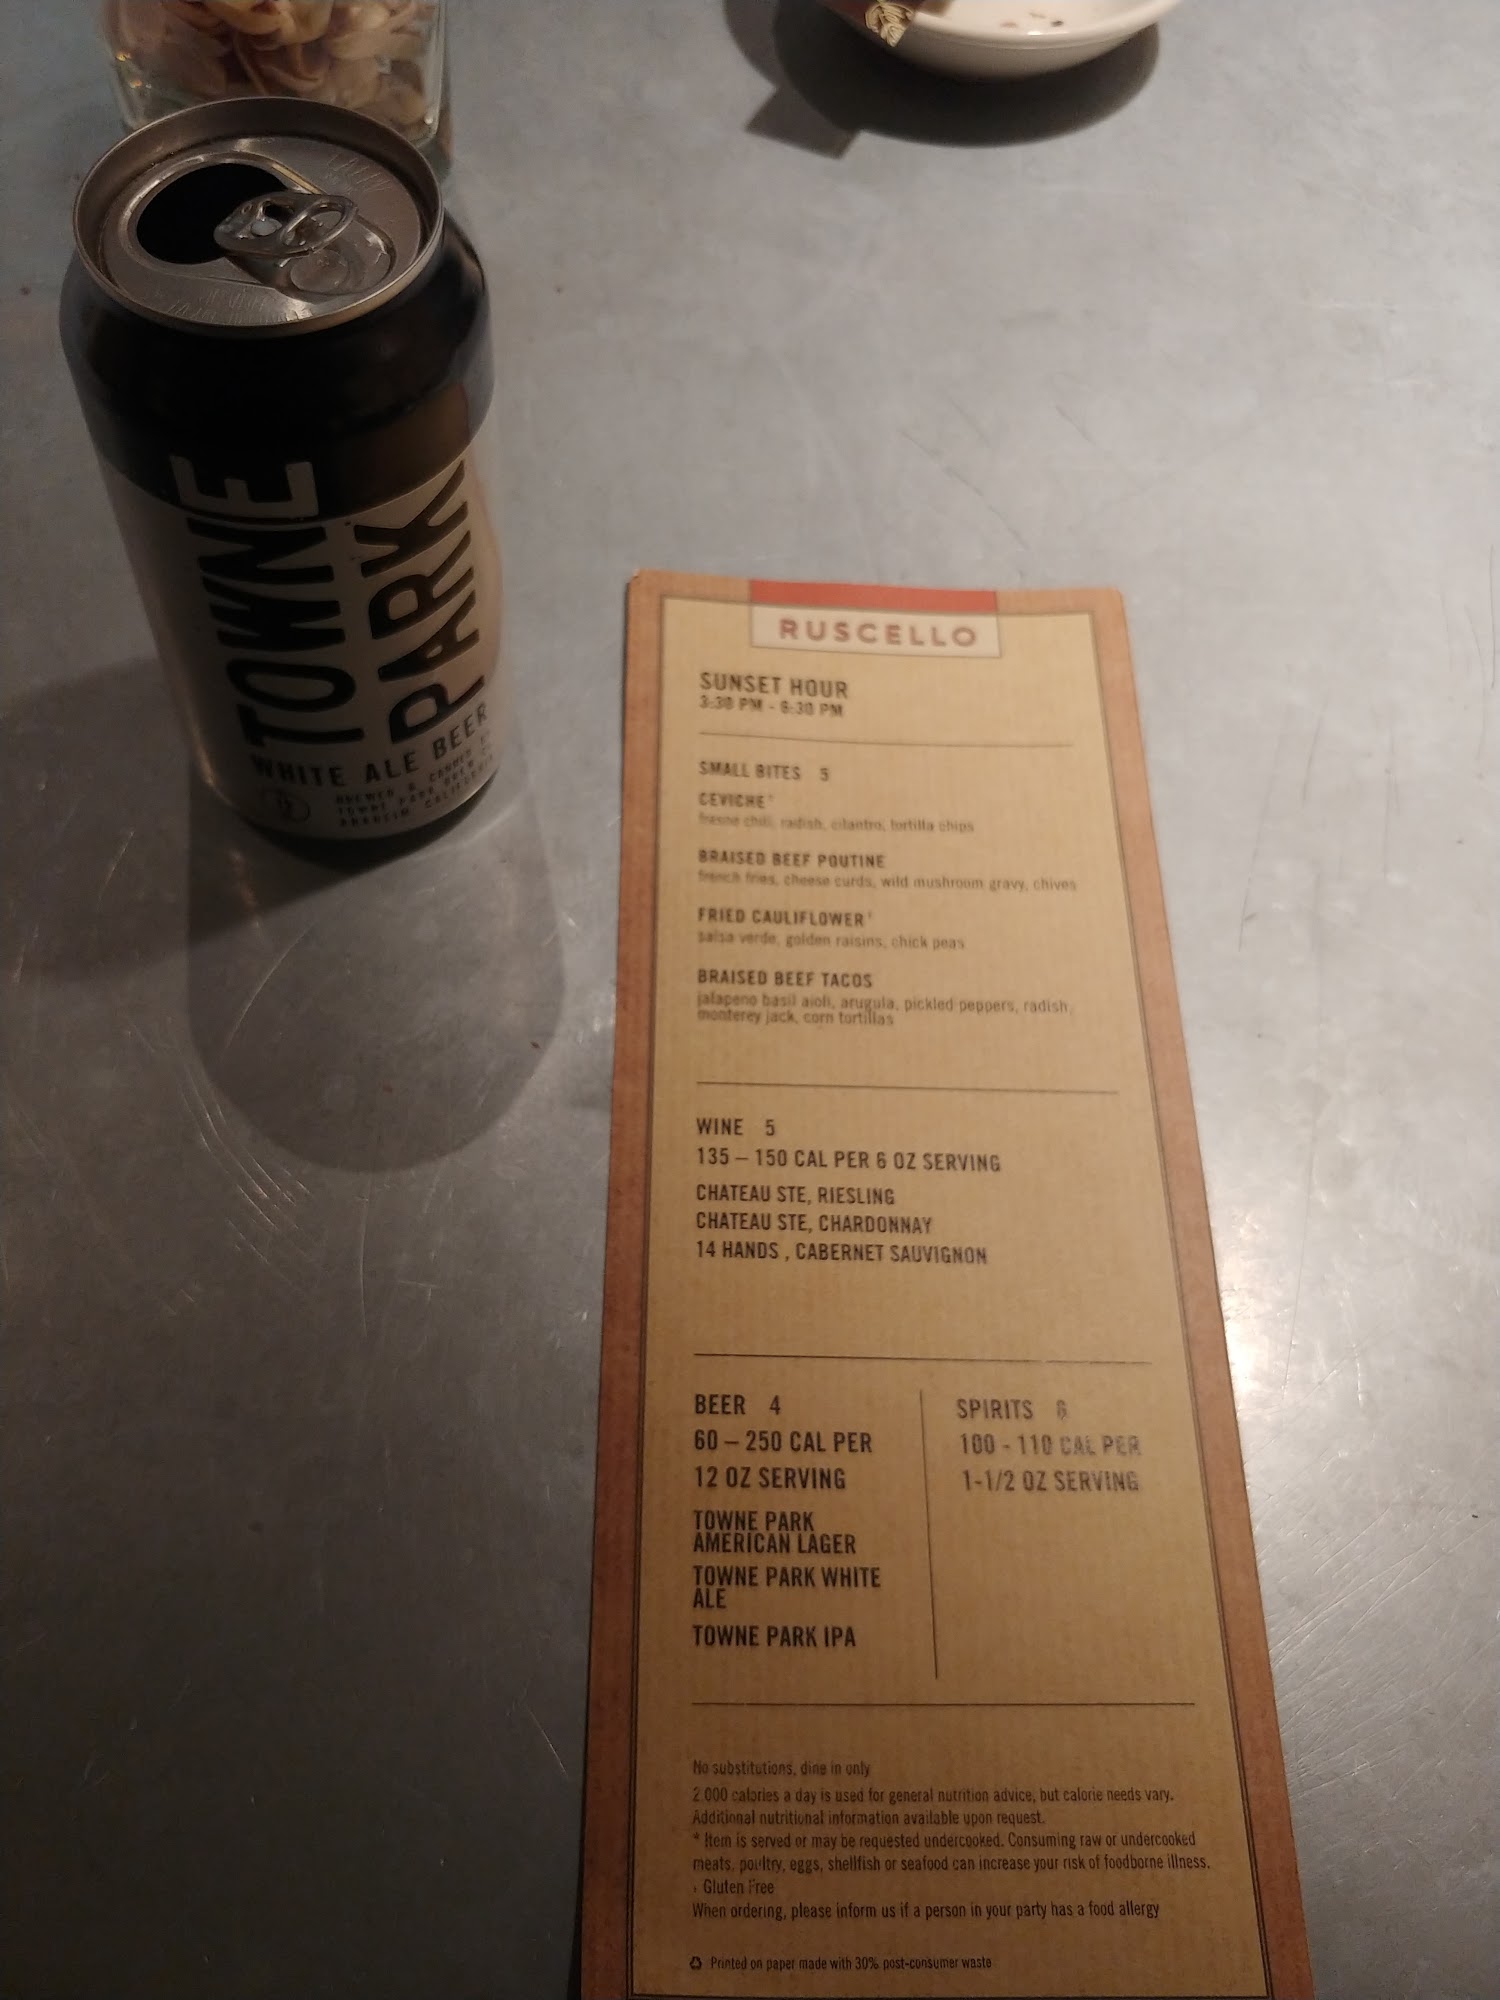 TOWNE
PARK
WHITE ALE BEER
BREWED & CANNED BY
TOWNE PARK BREW CO
ANAHEIM, CALIFORNIA
RUSCELLO
SUNSET HOUR
3:30 PM - 6:30 PM
SMALL BITES 5
CEVICHE*
fresno chili, radish, cilantro, tortilla chips
BRAISED BEEF POUTINE
french fries, cheese curds, wild mushroom gravy, chives
FRIED CAULIFLOWER
salsa verde, golden raisins, chick peas
BRAISED BEEF TACOS
jalapeno basil aioli, arugula, pickled peppers, radish,
monterey jack, corn tortillas
WINE 5
135 – 150 CAL PER 6 OZ SERVING
CHATEAU STE, RIESLING
CHATEAU STE, CHARDONNAY
14 HANDS , CABERNET SAUVIGNON
BEER 4
60 – 250 CAL PER
12 OZ SERVING
TOWNE PARK
AMERICAN LAGER
TOWNE PARK WHITE
ALE
TOWNE PARK IPA
SPIRITS 6
100 - 110 CAL PER
1-1/2 OZ SERVING
No substitutions, dine in only
2,000 calories a day is used for general nutrition advice, but calorie needs vary.
Additional nutritional information available upon request.
* Item is served or may be requested undercooked. Consuming raw or undercooked
meats, poultry, eggs, shellfish or seafood can increase your risk of foodborne illness.
Gluten Free
When ordering, please inform us if a person in your party has a food allergy
Printed on paper made with 30% post-consumer waste